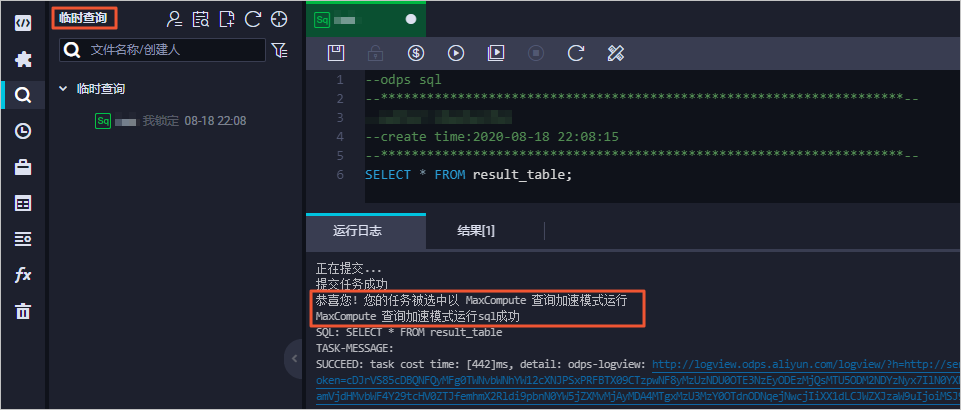 临时查询
文件名称/创建人
临时查询
Sq 我锁定 08-18 22:08
Sq
1 --odps sql
2 --********************************************************************--
3
4 --create time:2020-08-18 22:08:15
5 --********************************************************************--
6 SELECT * FROM result_table;
运行日志 结果[1]
正在提交...
提交任务成功
恭喜您! 您的任务被选中以 MaxCompute 查询加速模式运行
MaxCompute 查询加速模式运行sql成功
SQL: SELECT * FROM result_table
TASK-MESSAGE:
SUCCEED: task cost time: [442]ms, detail: odps-logview: http://logview.odps.aliyun.com/logview/?h=http://ser